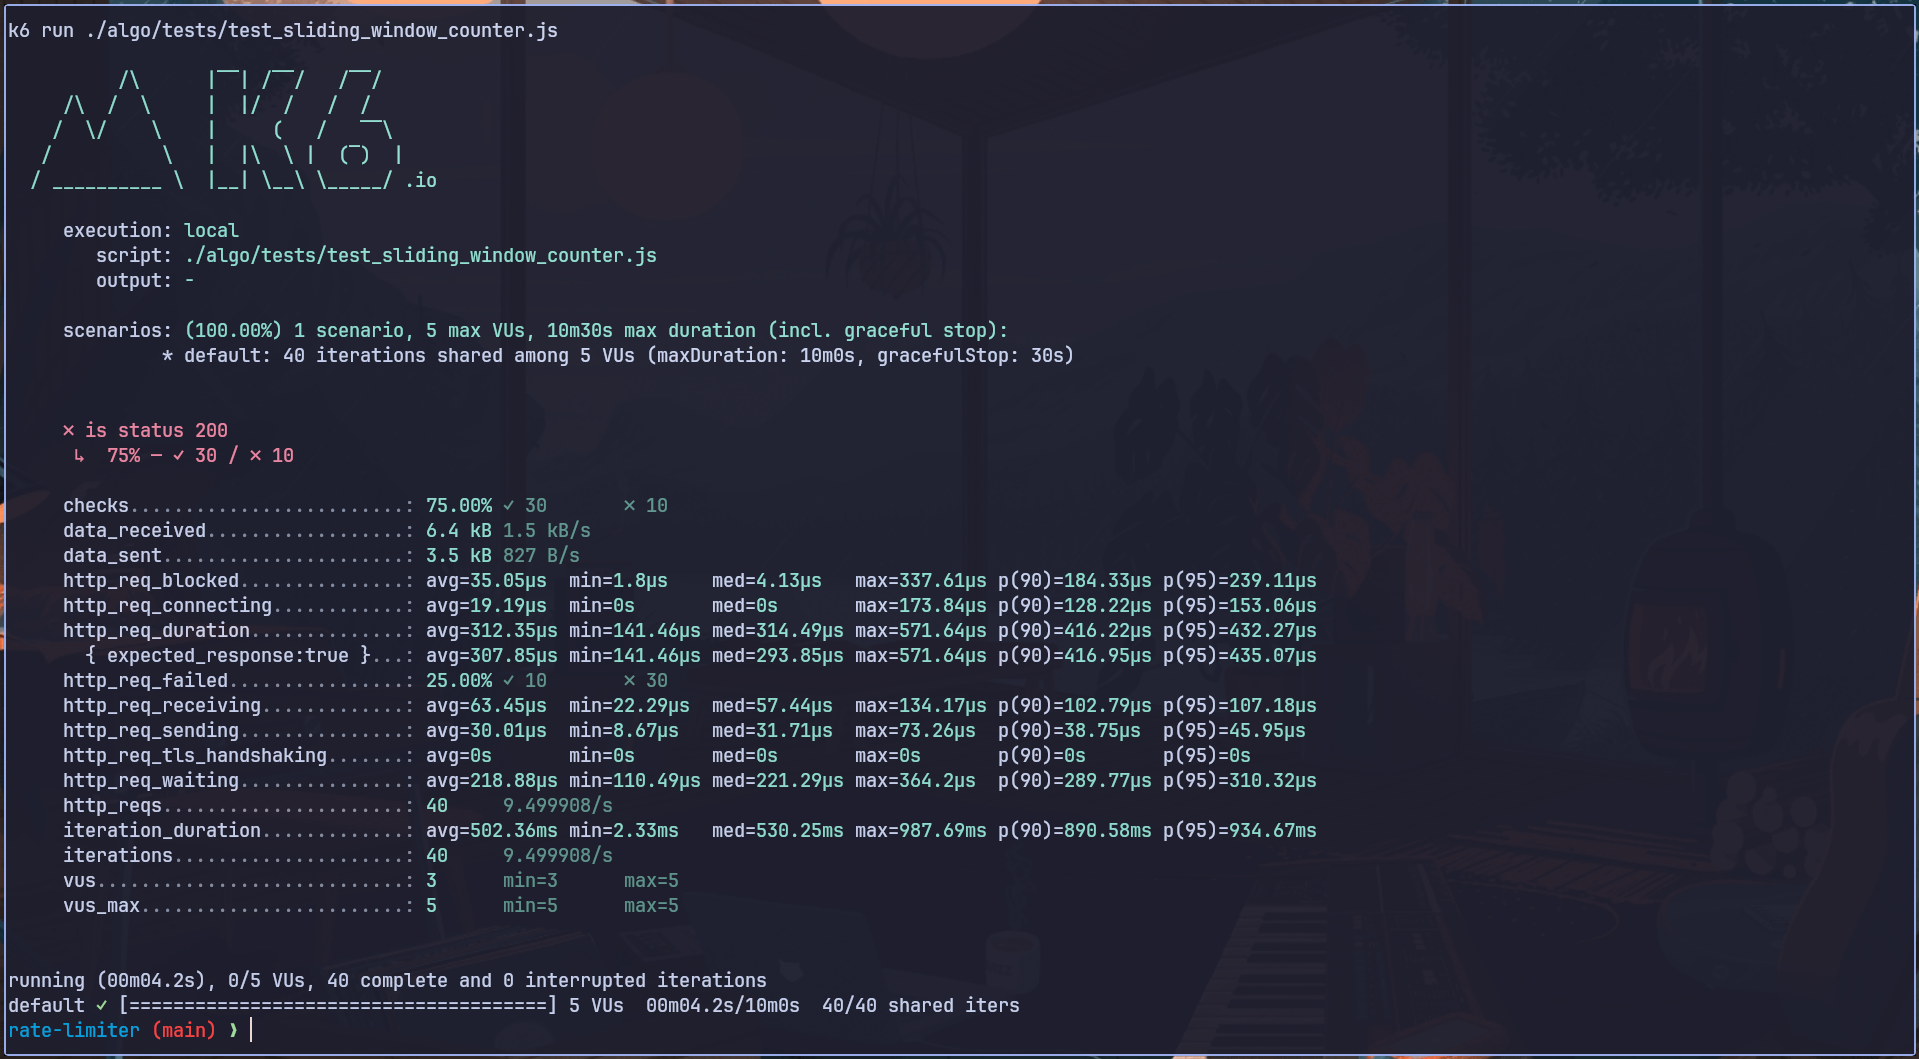 k6 run ./algo/tests/test_sliding_window_counter.js
          /\      |‾‾| /‾‾/   /‾‾/
     /\  /  \     |  |/  /   /  /
    /  \/    \    |     (   /   ‾‾\
   /          \   |  |\  \ |  (‾)  |
  / __________ \  |__| \__\ \_____/ .io
     execution: local
        script: ./algo/tests/test_sliding_window_counter.js
        output: -
     scenarios: (100.00%) 1 scenario, 5 max VUs, 10m30s max duration (incl. graceful stop):
              * default: 40 iterations shared among 5 VUs (maxDuration: 10m0s, gracefulStop: 30s)
     ✗ is status 200
      ↳  75% — ✓ 30 / ✗ 10
     checks.........................: 75.00% ✓ 30       ✗ 10
     data_received..................: 6.4 kB 1.5 kB/s
     data_sent......................: 3.5 kB 827 B/s
     http_req_blocked...............: avg=35.05µs  min=1.8µs    med=4.13µs   max=337.61µs p(90)=184.33µs p(95)=239.11µs
     http_req_connecting............: avg=19.19µs  min=0s       med=0s       max=173.84µs p(90)=128.22µs p(95)=153.06µs
     http_req_duration..............: avg=312.35µs min=141.46µs med=314.49µs max=571.64µs p(90)=416.22µs p(95)=432.27µs
       { expected_response:true }...: avg=307.85µs min=141.46µs med=293.85µs max=571.64µs p(90)=416.95µs p(95)=435.07µs
     http_req_failed................: 25.00% ✓ 10       ✗ 30
     http_req_receiving.............: avg=63.45µs  min=22.29µs  med=57.44µs  max=134.17µs p(90)=102.79µs p(95)=107.18µs
     http_req_sending...............: avg=30.01µs  min=8.67µs   med=31.71µs  max=73.26µs  p(90)=38.75µs  p(95)=45.95µs
     http_req_tls_handshaking.......: avg=0s       min=0s       med=0s       max=0s       p(90)=0s       p(95)=0s
     http_req_waiting...............: avg=218.88µs min=110.49µs med=221.29µs max=364.2µs  p(90)=289.77µs p(95)=310.32µs
     http_reqs......................: 40     9.499908/s
     iteration_duration.............: avg=502.36ms min=2.33ms   med=530.25ms max=987.69ms p(90)=890.58ms p(95)=934.67ms
     iterations.....................: 40     9.499908/s
     vus............................: 3      min=3      max=5
     vus_max........................: 5      min=5      max=5
running (00m04.2s), 0/5 VUs, 40 complete and 0 interrupted iterations
default ✓ [======================================] 5 VUs  00m04.2s/10m0s  40/40 shared iters
rate-limiter (main) ❱